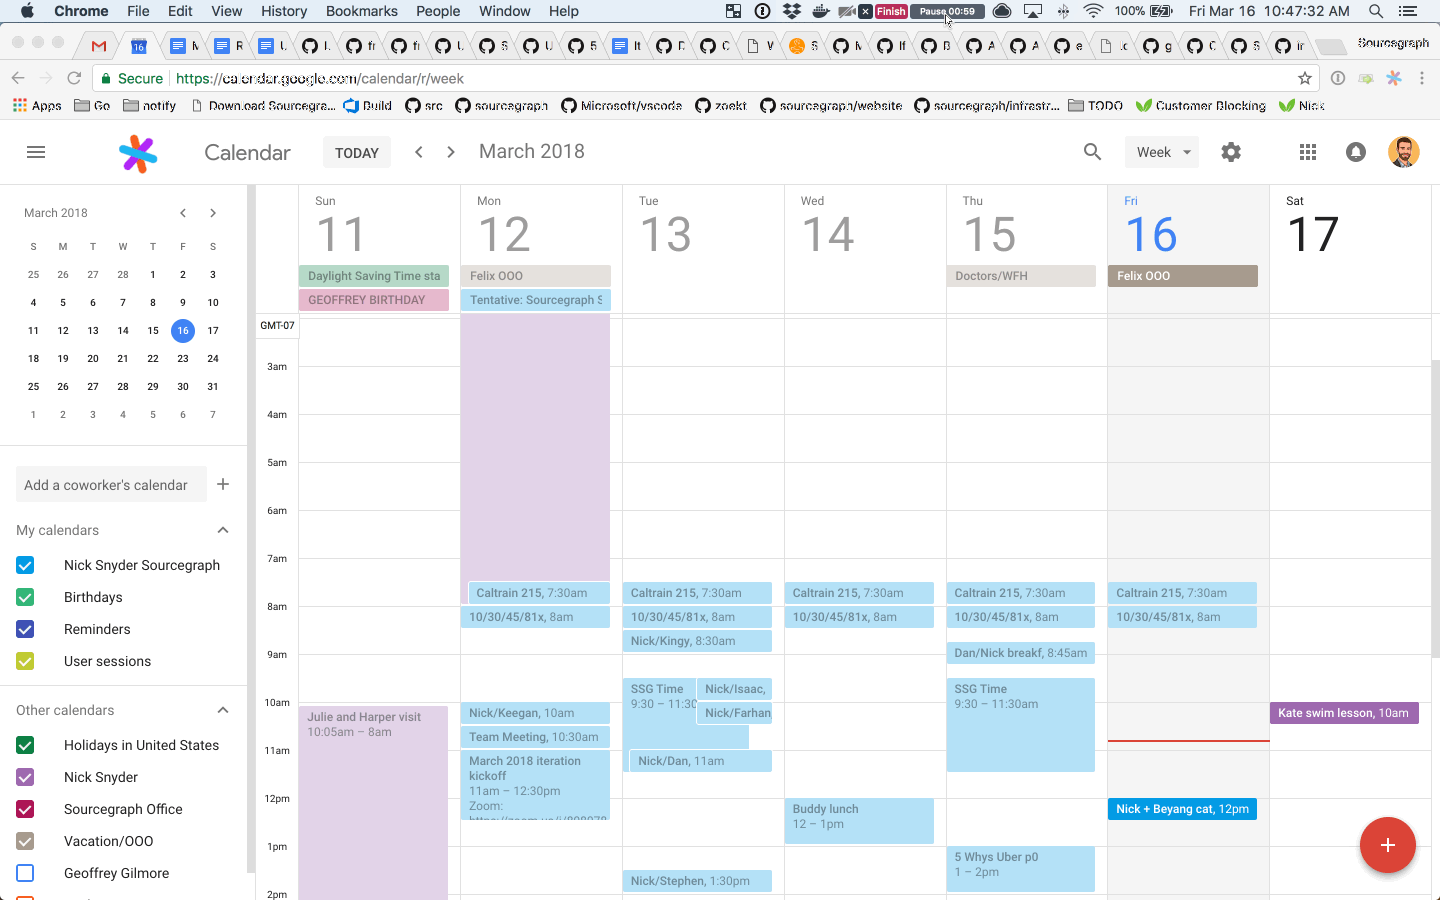 Chrome File Edit View History Bookmarks People Window Help Finish Pause 00:59 100% Fri Mar 16 10:47:32 AM
Sourcegraph
Secure https://calendar.google.com/calendar/r/week
Apps Go notify Download Sourcegra... Build src sourcegraph Microsoft/vscode zoekt sourcegraph/website sourcegraph/infrastr... TODO Customer Blocking Nick
Calendar TODAY March 2018 Week
March 2018
S M T W T F S
25 26 27 28 1 2 3
4 5 6 7 8 9 10
11 12 13 14 15 16 17
18 19 20 21 22 23 24
25 26 27 28 29 30 31
1 2 3 4 5 6 7
Add a coworker's calendar
My calendars
Nick Snyder Sourcegraph
Birthdays
Reminders
User sessions
Other calendars
Holidays in United States
Nick Snyder
Sourcegraph Office
Vacation/OOO
Geoffrey Gilmore
Sun Mon Tue Wed Thu Fri Sat
11 12 13 14 15 16 17
Daylight Saving Time sta Felix OOO Doctors/WFH Felix OOO
GEOFFREY BIRTHDAY Tentative: Sourcegraph S
GMT-07
3am
4am
5am
6am
7am
8am
9am
10am
11am
12pm
1pm
2pm
Julie and Harper visit
10:05am – 8am
Caltrain 215, 7:30am
10/30/45/81x, 8am
Nick/Keegan, 10am
Team Meeting, 10:30am
March 2018 iteration
kickoff
11am – 12:30pm
Zoom:
Caltrain 215, 7:30am
10/30/45/81x, 8am
Nick/Kingy, 8:30am
SSG Time
9:30 – 11:30
Nick/Isaac,
Nick/Farhan
Nick/Dan, 11am
Nick/Stephen, 1:30pm
Caltrain 215, 7:30am
10/30/45/81x, 8am
Buddy lunch
12 – 1pm
Caltrain 215, 7:30am
10/30/45/81x, 8am
Dan/Nick breakf, 8:45am
SSG Time
9:30 – 11:30am
5 Whys Uber p0
1 – 2pm
Caltrain 215, 7:30am
10/30/45/81x, 8am
Nick + Beyang cat, 12pm
Kate swim lesson, 10am